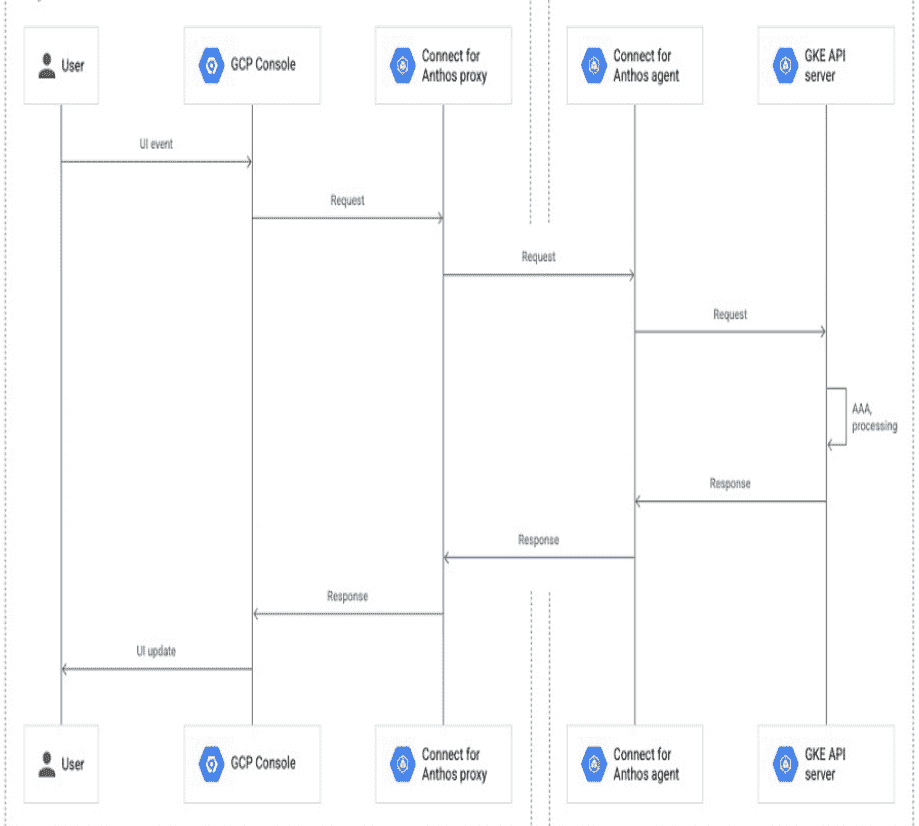 User
GCP Console
Connect for
Anthos proxy
Connect for
Anthos agent
GKE API
server
UI event
Request
Request
Request
AAA,
processing
Response
Response
Response
UI update
User
GCP Console
Connect for
Anthos proxy
Connect for
Anthos agent
GKE API
server